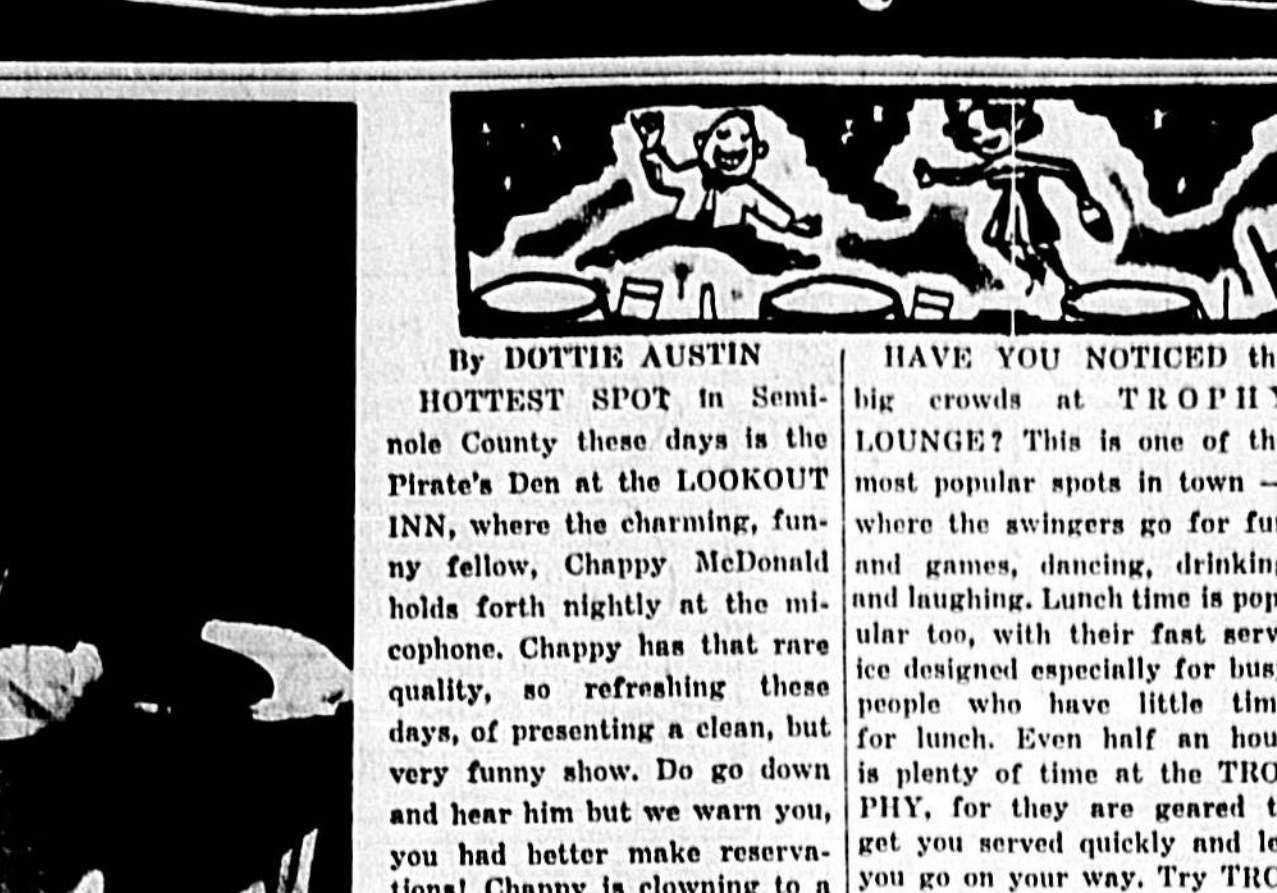 By DOTTIE AUSTIN
HOTTEST SPOT in Semi-
nole County these days is the
Pirate's Den at the LOOKOUT
INN, where the charming, fun-
ny fellow, Chappy McDonald
holds forth nightly at the mi-
cophone. Chappy has that rare
quality, so refreshing these
days, of presenting a clean, but
very funny show. Do go down
and hear him but we warn you,
you had better make reserva-
tions! Chappy is clowning to a
HAVE YOU NOTICED th
big crowds at TROPHY
LOUNGE? This is one of th
most popular spots in town —
where the swingers go for fu
and games, dancing, drinking
and laughing. Lunch time is pop
ular too, with their fast serv
ice designed especially for bus
people who have little tim
for lunch. Even half an hou
is plenty of time at the TRO
PHY, for they are geared t
get you served quickly and le
you go on your way. Try TRO